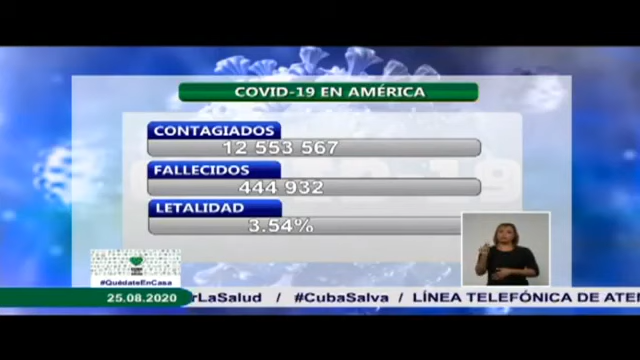 COVID-19 EN AMÉRICA
CONTAGIADOS
12 553 567
FALLECIDOS
444 932
LETALIDAD
3.54%
#QuédateEnCasa
25.08.2020
rLaSalud / #CubaSalva / LÍNEA TELEFÓNICA DE ATEN